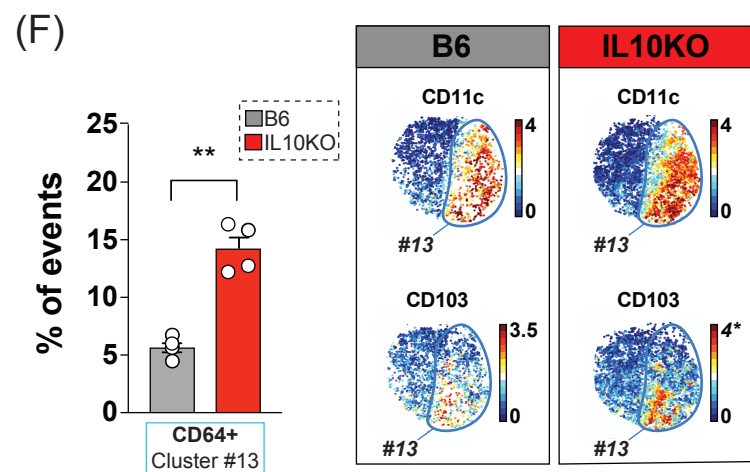 (F)
B6
IL10KO
25
20
15
10
5
0
% of events
**
CD64+
Cluster #13
B6
IL10KO
CD11c
4
0
#13
CD11c
4
0
#13
CD103
3.5
0
#13
CD103
4*
0
#13